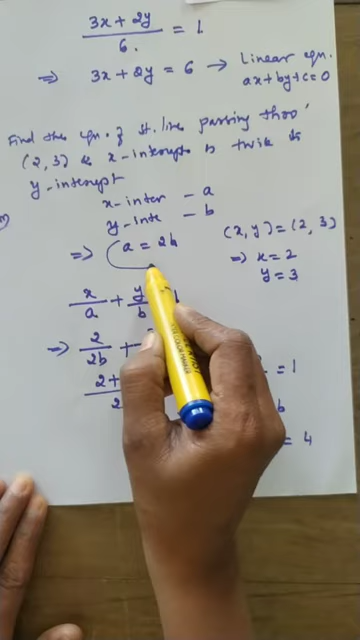 3x + 2y / 6. = 1
=> 3x + 2y = 6 → Linear eqn.
ax + by + c = 0
Find the eqn. of st. line passing thro'
(2, 3) & x-intercept is twice its
y-intercept
x-inter - a
y-inte - b
(x, y) = (2, 3)
=> a = 2b
=> x = 2
y = 3
x/a + y/b
=> 2/2b +
= 1
2+
2
b
= 4